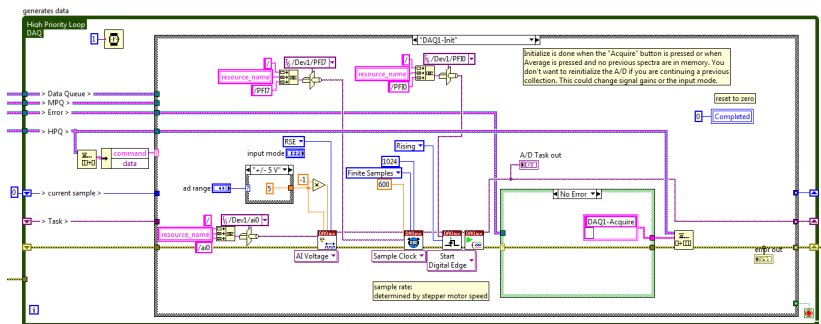 generates data
High Priority Loop
DAQ
1
"DAQ1-Init"
Initialize is done when the "Acquire" button is pressed or when
Average is pressed and no previous spectra are in memory. You
don't want to reinitialize the A/D if you are continuing a previous
collection. This could change signal gains or the input mode.
/
/Dev1/PFI7
resource_name
/PFI7
/
/Dev1/PFI0
resource_name
/PFI0
reset to zero
0
Completed
> Data Queue >
> MPQ >
> Error >
> HPQ >
command
data
RSE
input mode
"+/- 5 V"
-1
ad range
5
Rising
1024
Finite Samples
600
A/D Task out
No Error
DAQ1-Acquire
0
> current sample >
> Task >
/
/Dev1/ai0
resource_name
/ai0
AI Voltage
Sample Clock
Start
Digital Edge
error out
sample rate:
determined by stepper motor speed
i